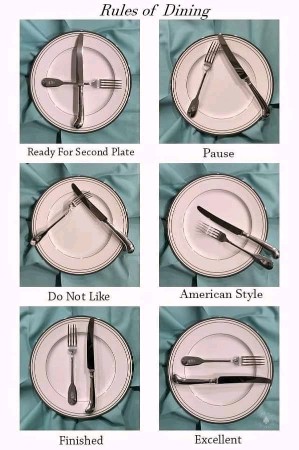 Rules of Dining
Ready For Second Plate
Pause
Do Not Like
American Style
Finished
Excellent